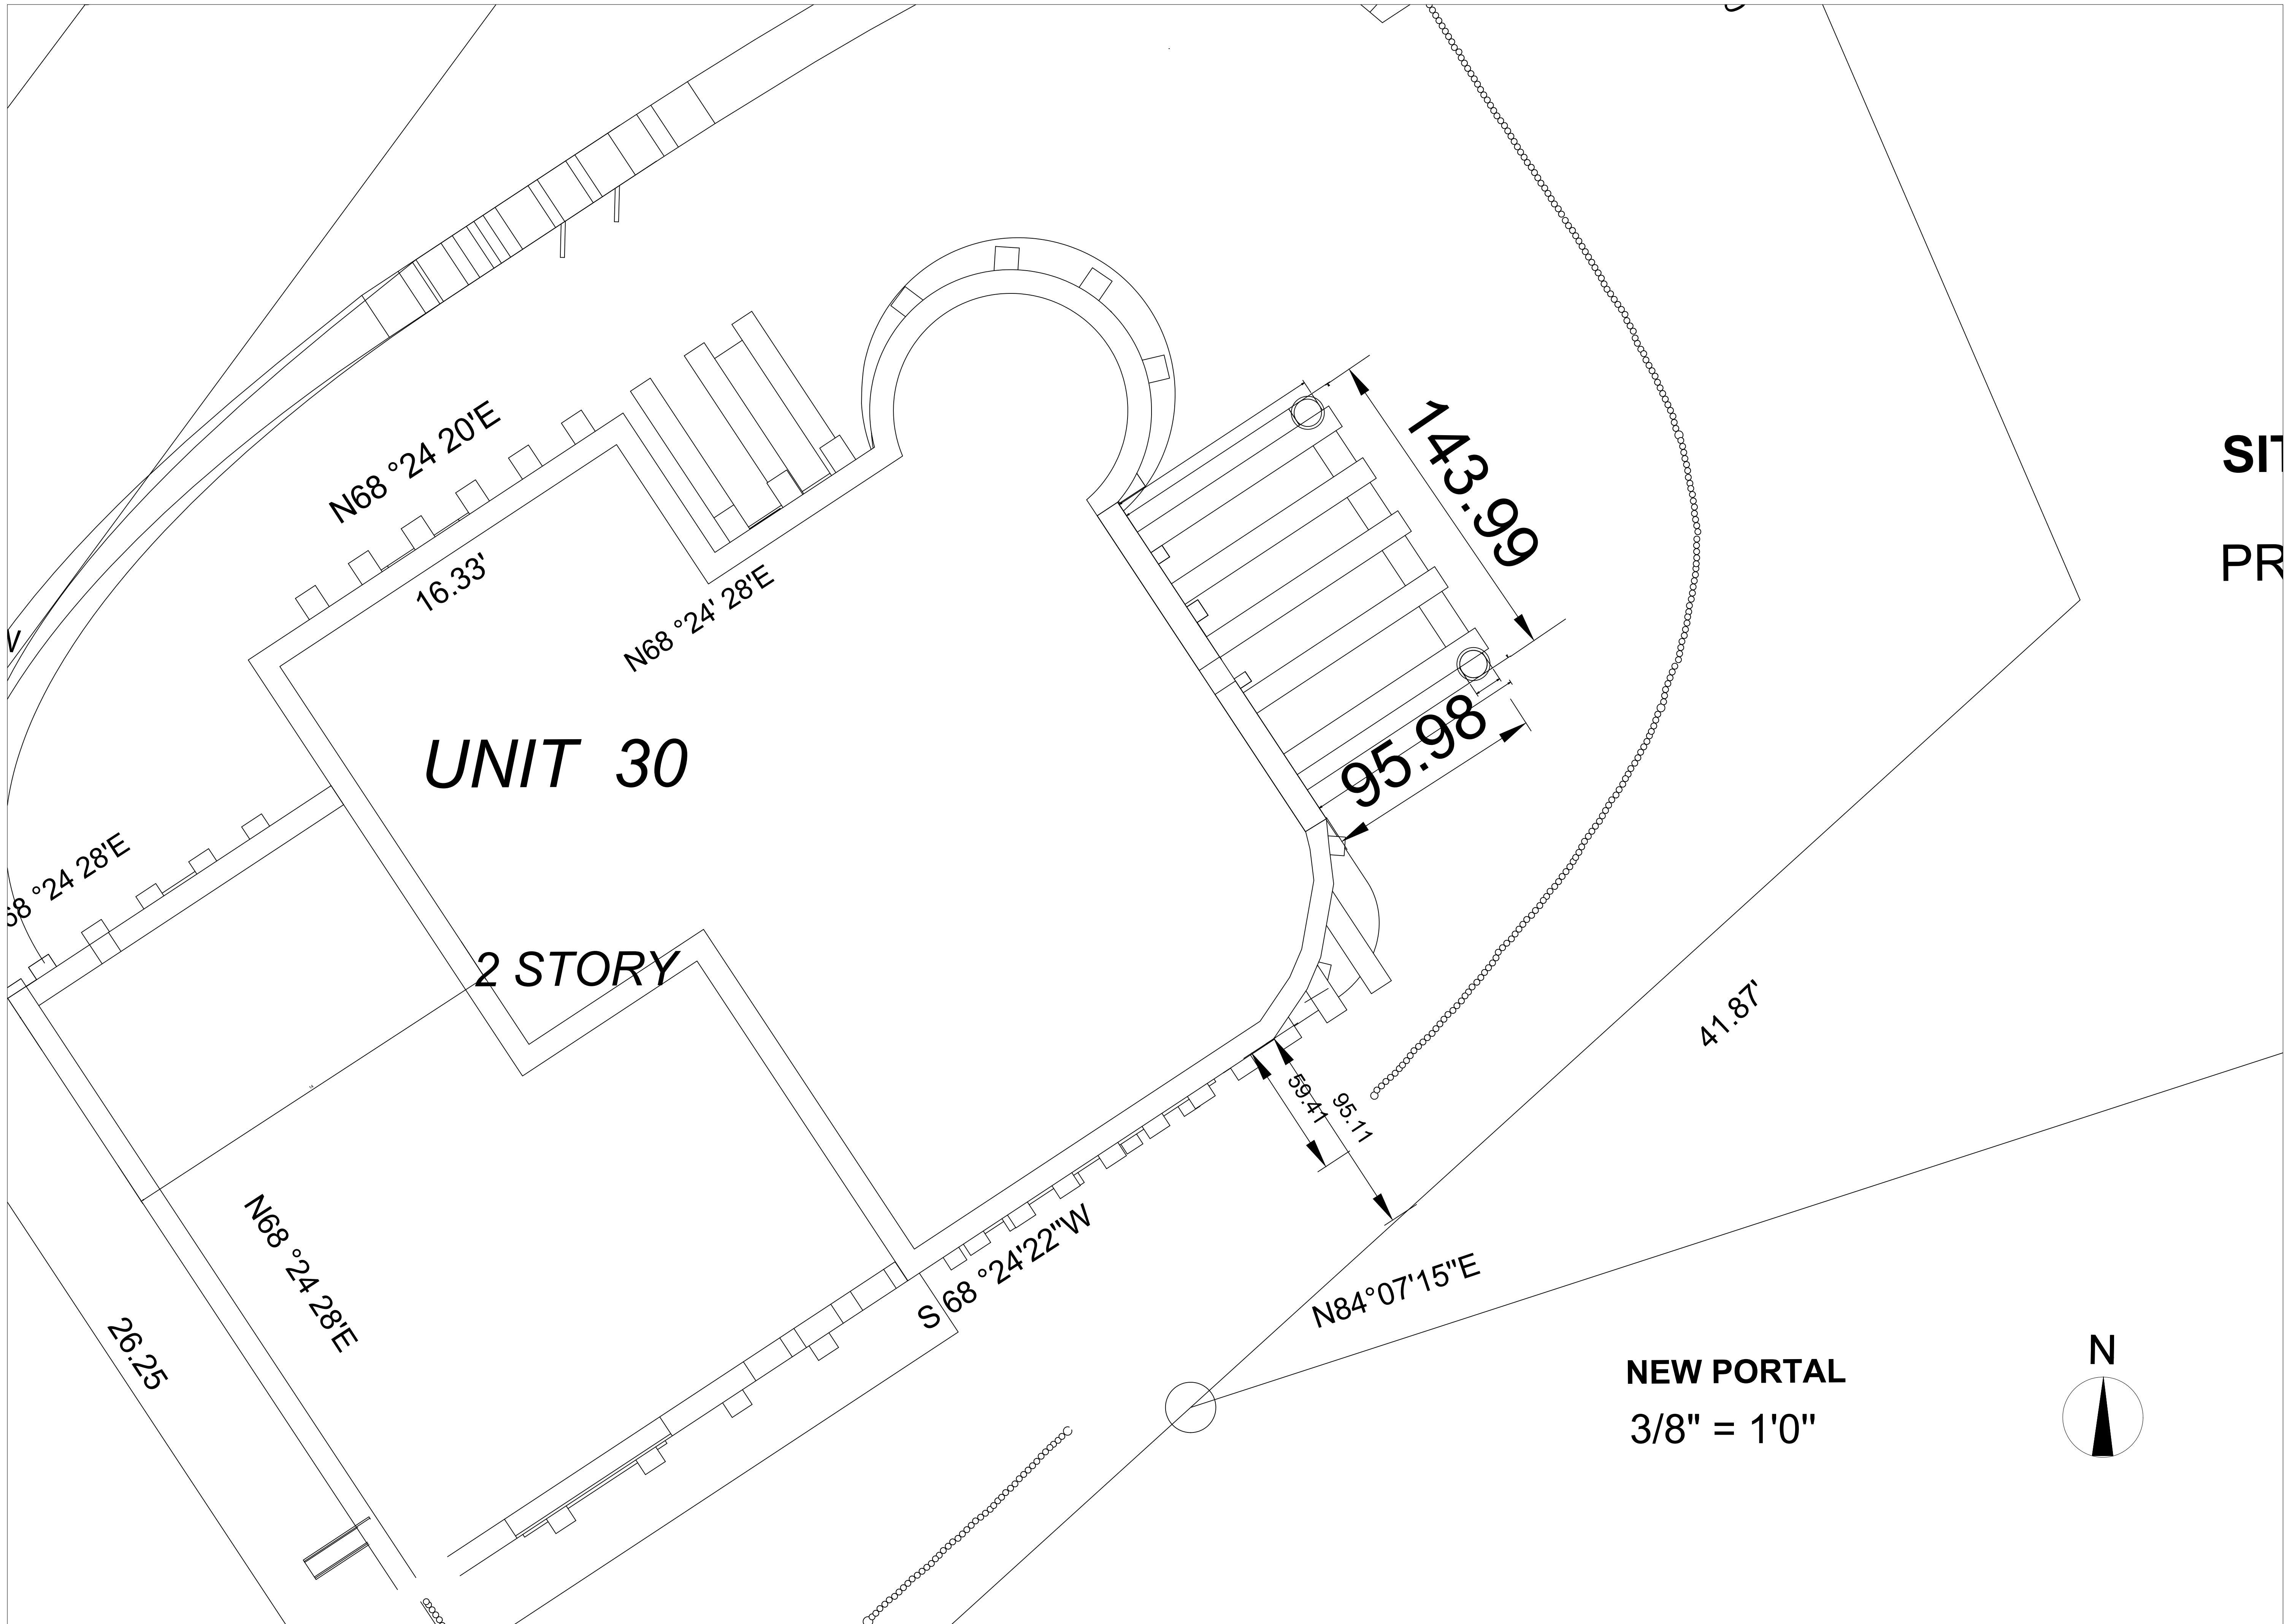 N68 °24 20'E
143.99
SIT
16.33'
PR
N68 °24' 28'E
95.98
UNIT 30
68 °24 28'E
2 STORY
41.87'
59.41
95.11
N68 °24 28'E
S 68 °24'22"W
N84°07'15"E
26.25
N
NEW PORTAL
3/8" = 1'0"